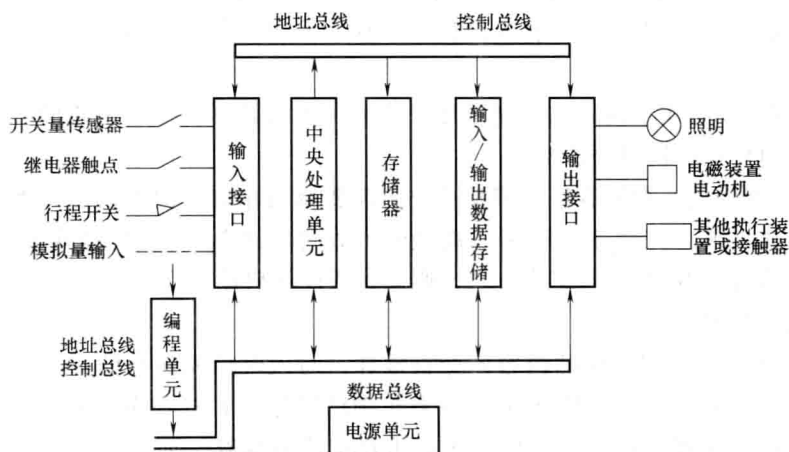 地址总线
控制总线
开关量传感器
继电器触点
行程开关
模拟量输入
输入接口
中央处理单元
存储器
输入/输出数据存储
输出接口
照明
电磁装置
电动机
其他执行装
置或接触器
编程单元
地址总线
控制总线
数据总线
电源单元